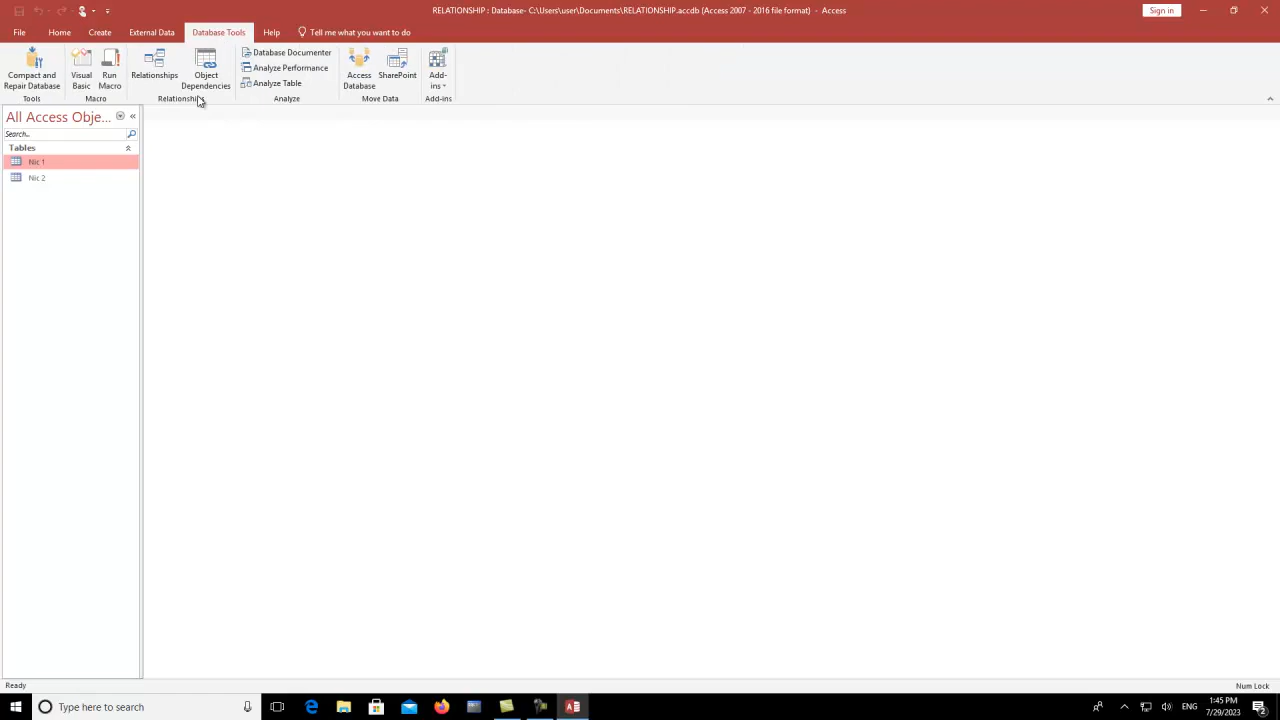 RELATIONSHIP : Database- C:\Users\user\Documents\RELATIONSHIP.accdb (Access 2007 - 2016 file format) - Access
Sign in
File Home Create External Data Database Tools Help Tell me what you want to do
Compact and Repair Database
Visual Basic
Run Macro
Relationships
Object Dependencies
Database Documenter
Analyze Performance
Analyze Table
Access Database
SharePoint
Add-ins
Tools Macro Relationships Analyze Move Data Add-ins
All Access Obje...
Search..
Tables
Nic 1
Nic 2
Ready
Num Lock
Type here to search
ENG
1:45 PM
7/29/2023
2